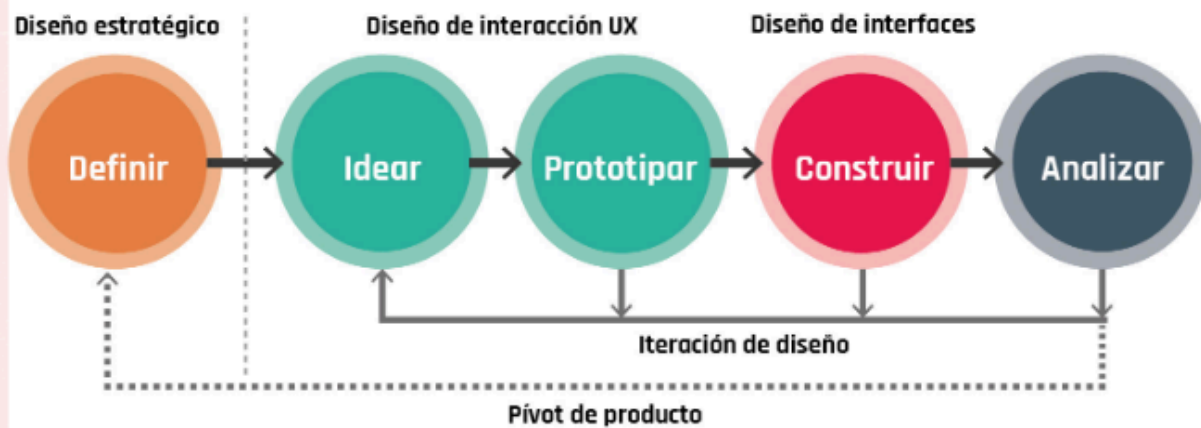 Diseño estratégico
Diseño de interacción UX
Diseño de interfaces
Definir
Idear
Prototipar
Construir
Analizar
Iteración de diseño
Pívot de producto